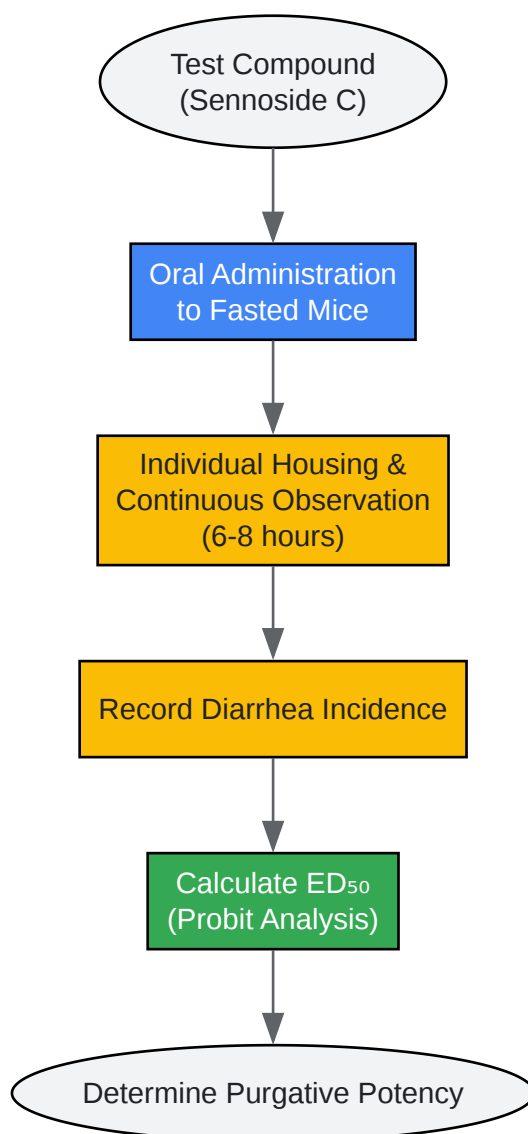 Test Compound
(Sennoside C)
Oral Administration
to Fasted Mice
Individual Housing &
Continuous Observation
(6-8 hours)
Record Diarrhea Incidence
Calculate ED₅₀
(Probit Analysis)
Determine Purgative Potency